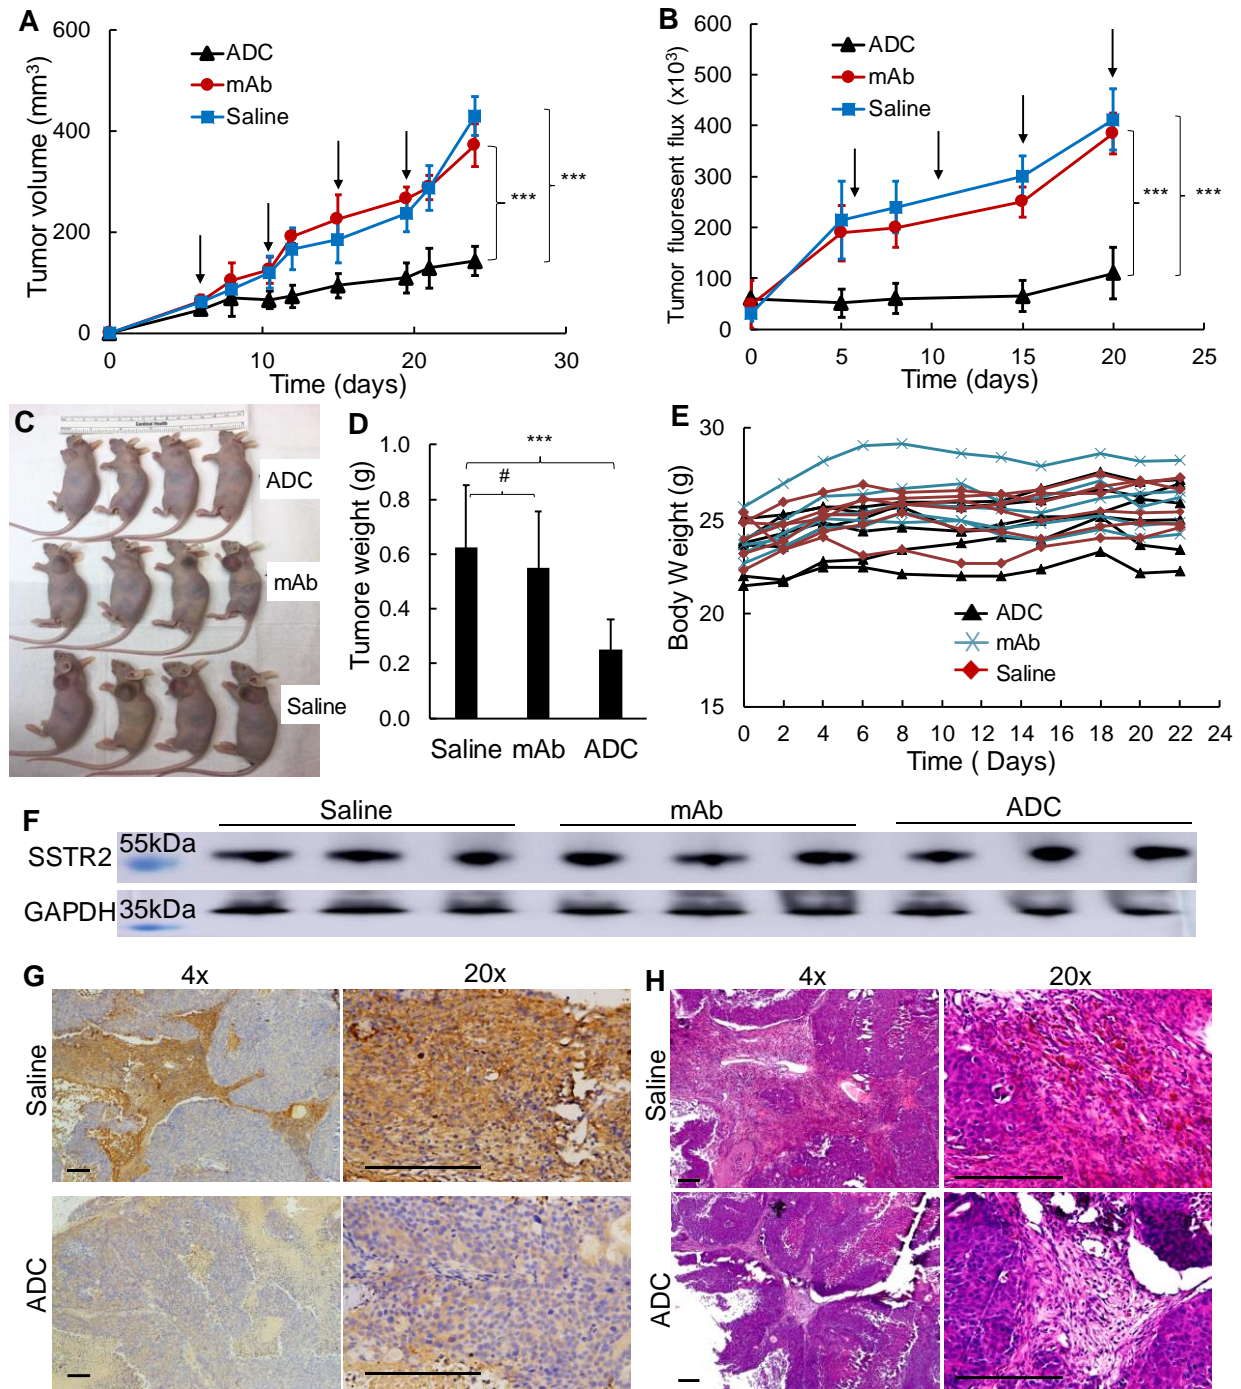 A
600
400
200
0
Tumor volume (mm³)
ADC
mAb
Saline
***
***
0 10 20 30
Time (days)
B
600
500
400
300
200
100
0
Tumor fluorescent flux (x10³)
ADC
mAb
Saline
***
***
0 5 10 15 20 25
Time (days)
C
Cardinal Health
ADC
mAb
Saline
D
1.0
0.8
0.6
0.4
0.2
0.0
Tumore weight (g)
***
#
Saline mAb ADC
E
30
25
20
15
Body Weight (g)
ADC
mAb
Saline
0 2 4 6 8 10 12 14 16 18 20 22 24
Time ( Days)
F
Saline mAb ADC
SSTR2 55kDa
GAPDH 35kDa
G
4x 20x
Saline
ADC
H
4x 20x
Saline
ADC